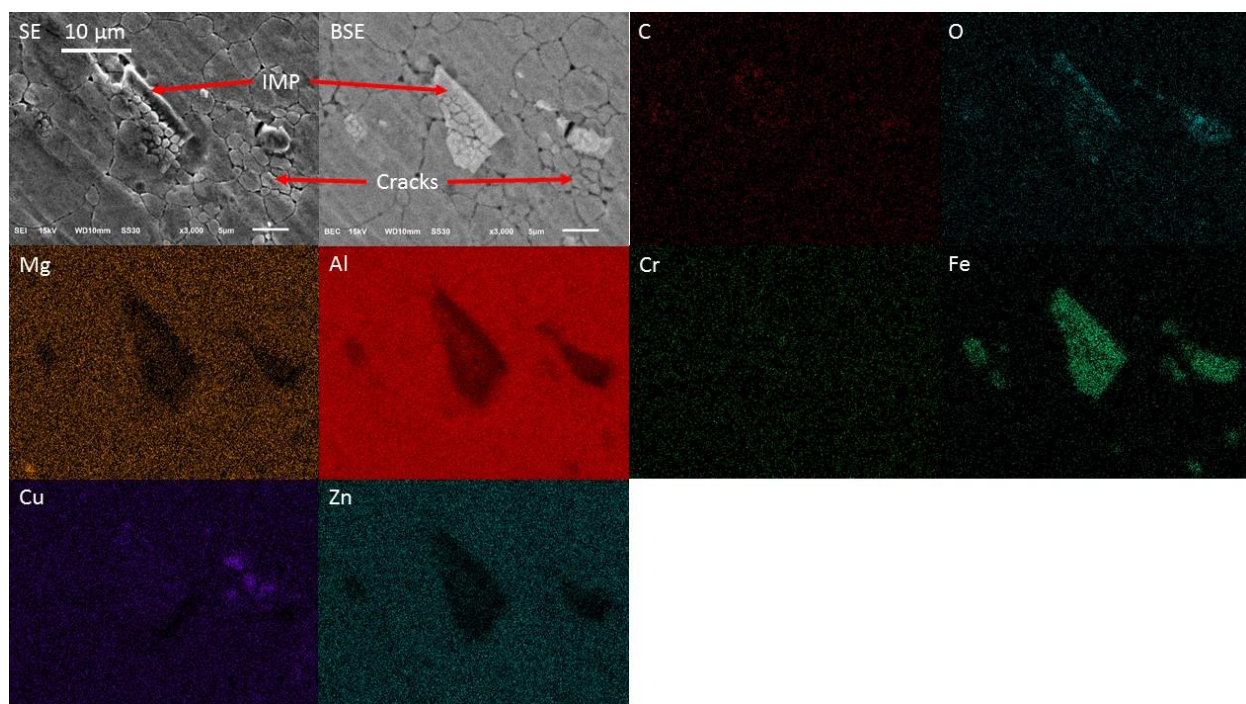 SE 10 µm
BSE
C
O
IMP
Cracks
SEI 15kV WD10mm SS30 x3,000 5µm
BEC 15kV WD10mm SS30 x3,000 5µm
Mg
Al
Cr
Fe
Cu
Zn